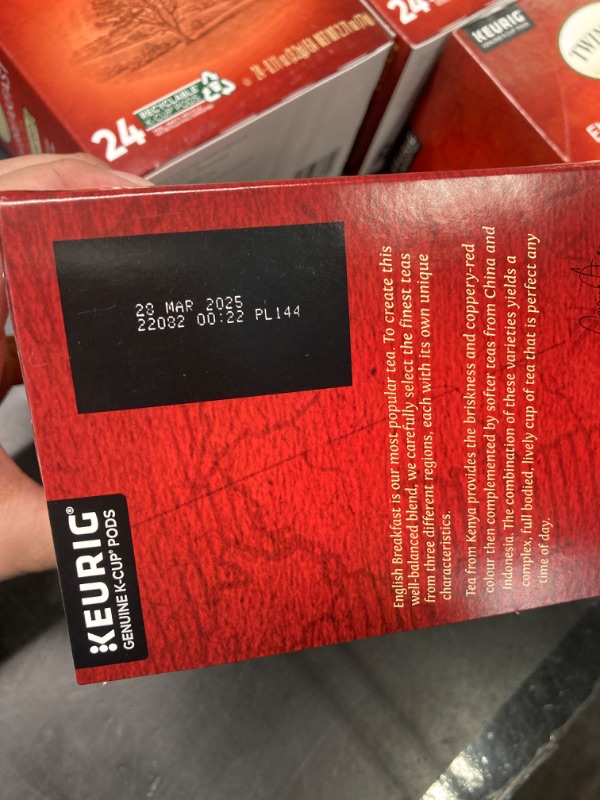 24
RECYCLABLE
K-CUP PODS
24
KEURIG
TWIN
28 MAR 2025
22082 00:22 PL144
KEURIG®
GENUINE K-CUP® PODS
English Breakfast is our most popular tea. To create this
well-balanced blend, we carefully select the finest teas
from three different regions, each with its own unique
characteristics.
Tea from Kenya provides the briskness and coppery-red
colour then complemented by softer teas from China and
Indonesia. The combination of these varieties yields a
complex, full bodied, lively cup of tea that is perfect any
time of day.